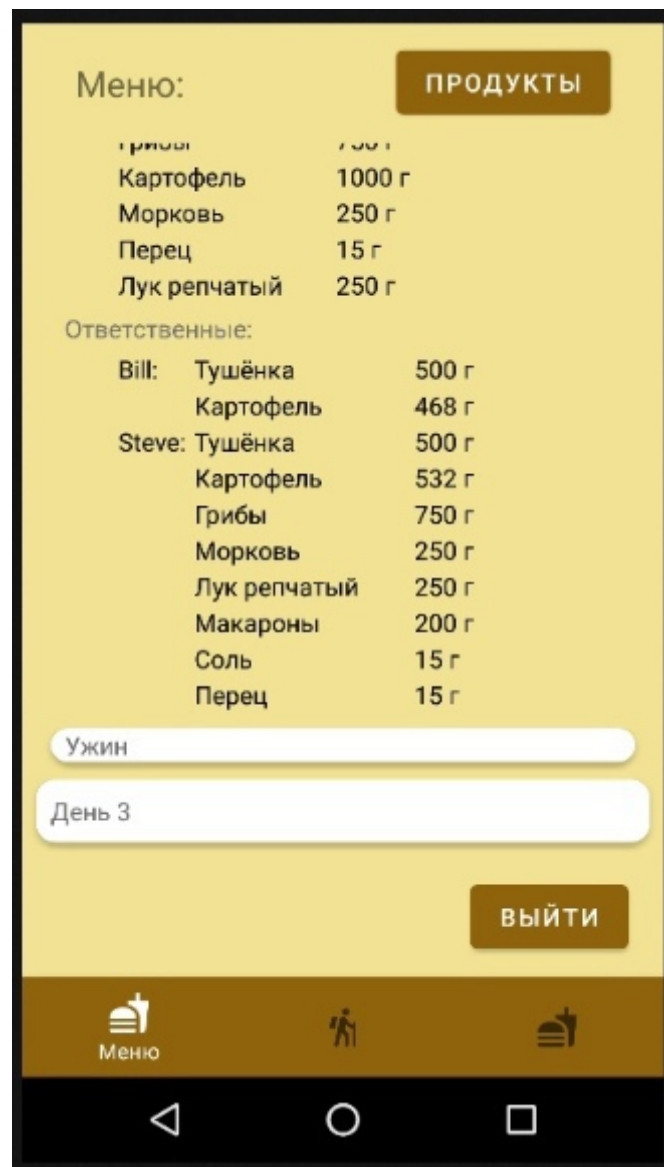 Меню:
ПРОДУКТЫ
Грибы 750 г
Картофель 1000 г
Морковь 250 г
Перец 15 г
Лук репчатый 250 г
Ответственные:
Bill: Тушёнка 500 г
Картофель 468 г
Steve: Тушёнка 500 г
Картофель 532 г
Грибы 750 г
Морковь 250 г
Лук репчатый 250 г
Макароны 200 г
Соль 15 г
Перец 15 г
Ужин
День 3
ВЫЙТИ
Меню